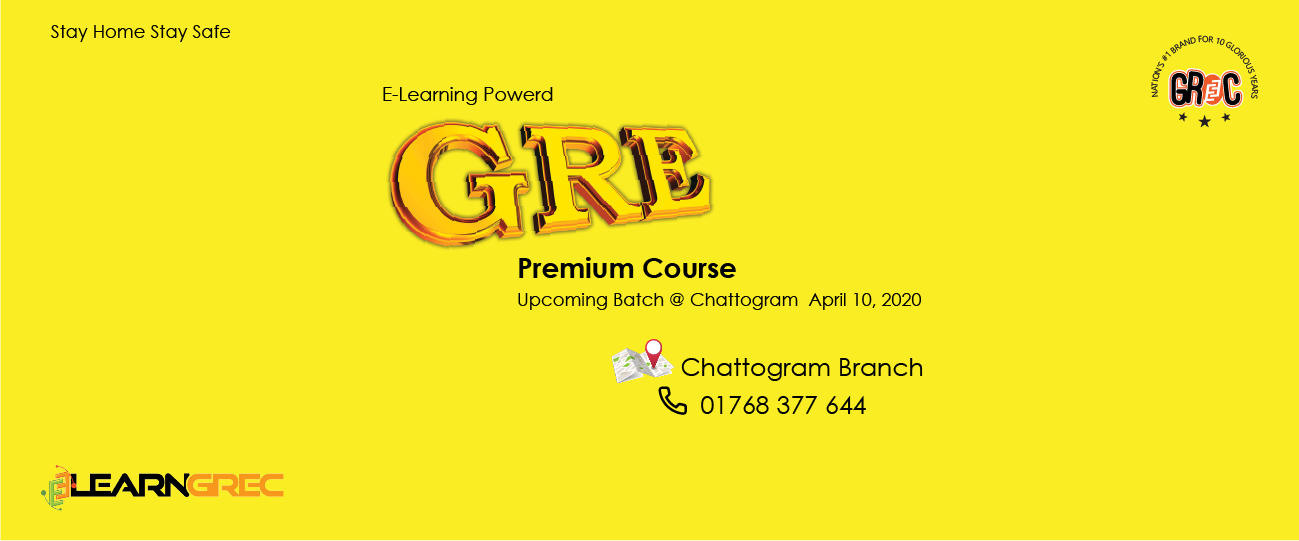 Stay Home Stay Safe
NATION'S #1 BRAND FOR 10 GLORIOUS YEARS
GREC
E-Learning Powerd
GRE
Premium Course
Upcoming Batch @ Chattogram April 10, 2020
Chattogram Branch
01768 377 644
ELEARNGREC